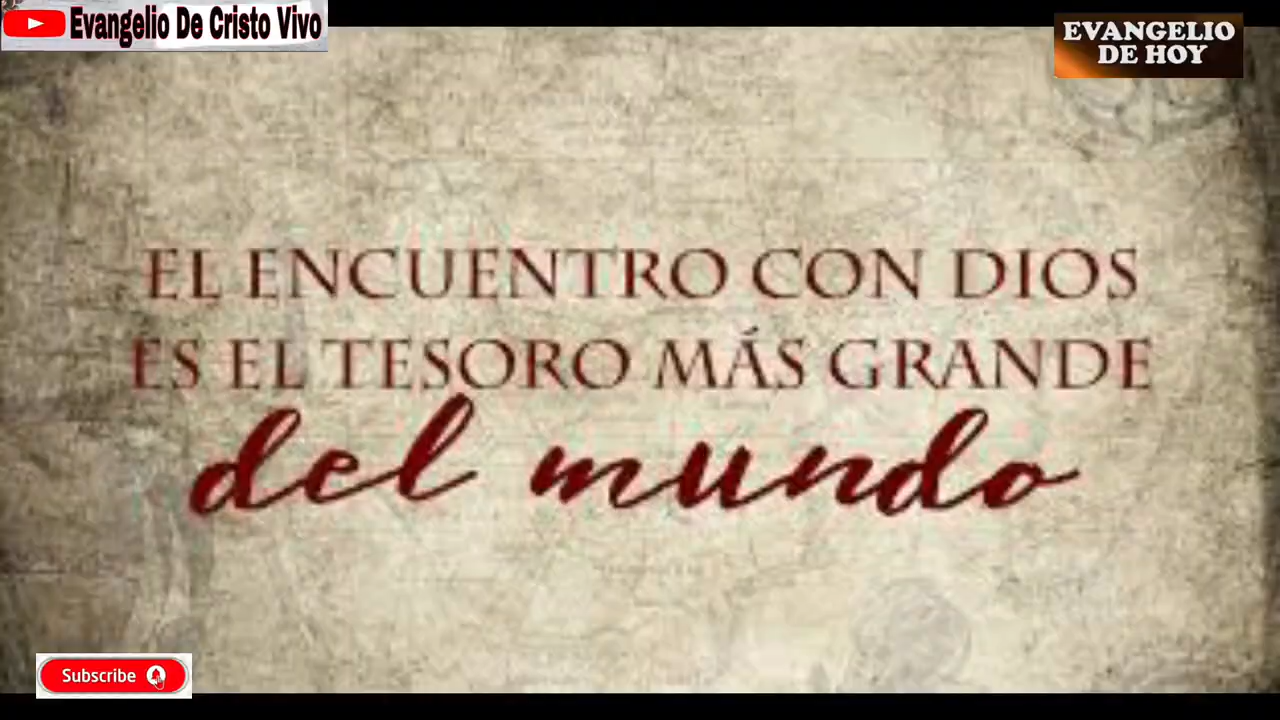 Evangelio De Cristo Vivo
EVANGELIO
DE HOY
EL ENCUENTRO CON DIOS
ES EL TESORO MÁS GRANDE
del mundo
Subscribe